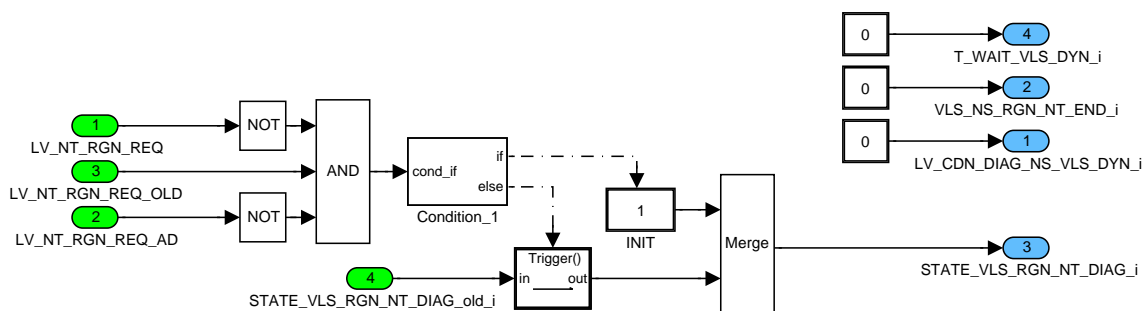 0
4
T_WAIT_VLS_DYN_i
0
2
VLS_NS_RGN_NT_END_i
1
NOT
LV_NT_RGN_REQ
0
1
LV_CDN_DIAG_NS_VLS_DYN_i
3
LV_NT_RGN_REQ_OLD
AND
cond_if
if
else
Condition_1
2
NOT
LV_NT_RGN_REQ_AD
1
INIT
Merge
3
STATE_VLS_RGN_NT_DIAG_i
4
STATE_VLS_RGN_NT_DIAG_old_i
Trigger()
in
out